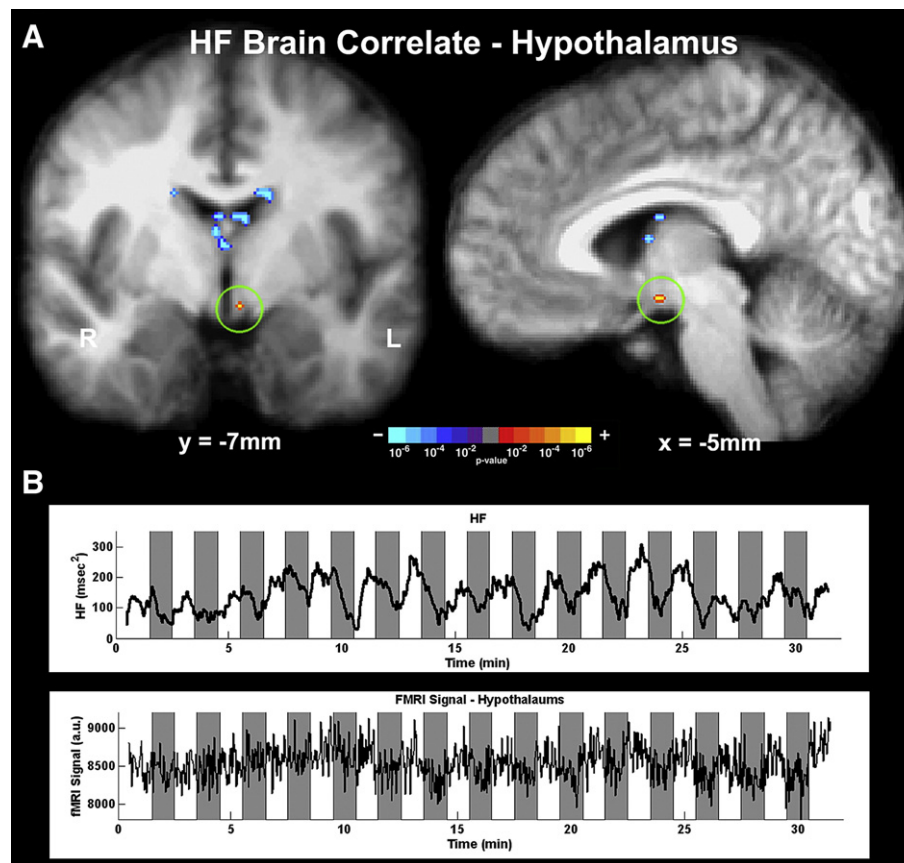 A
HF Brain Correlate - Hypothalamus
R
L
y = -7mm
− 10⁻⁶ 10⁻⁴ 10⁻² 10⁻² 10⁻⁴ 10⁻⁶ +
p-value
x = -5mm
B
HF
HF (msec²)
300
200
100
0
0 5 10 15 20 25 30
Time (min)
FMRI Signal - Hypothalaums
fMRI Signal (a.u.)
9000
8500
8000
0 5 10 15 20 25 30
Time (min)